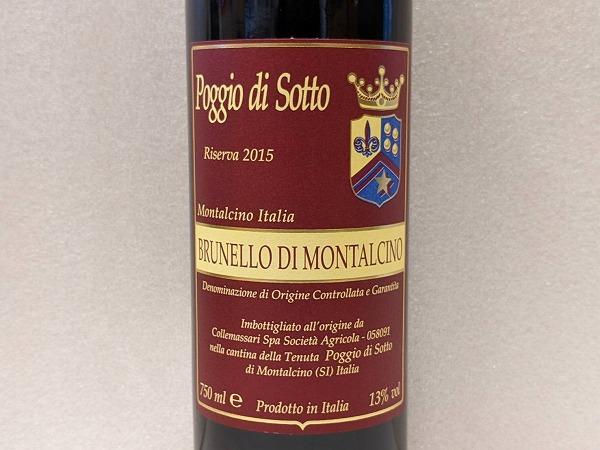 Poggio di Sotto
Riserva 2015
Montalcino Italia
BRUNELLO DI MONTALCINO
Denominazione di Origine Controllata e Garantita
Imbottigliato all'origine da
Collemassari Spa Società Agricola - 058091
nella cantina della Tenuta Poggio di Sotto
di Montalcino (SI) Italia
750 ml e Prodotto in Italia 13% vol